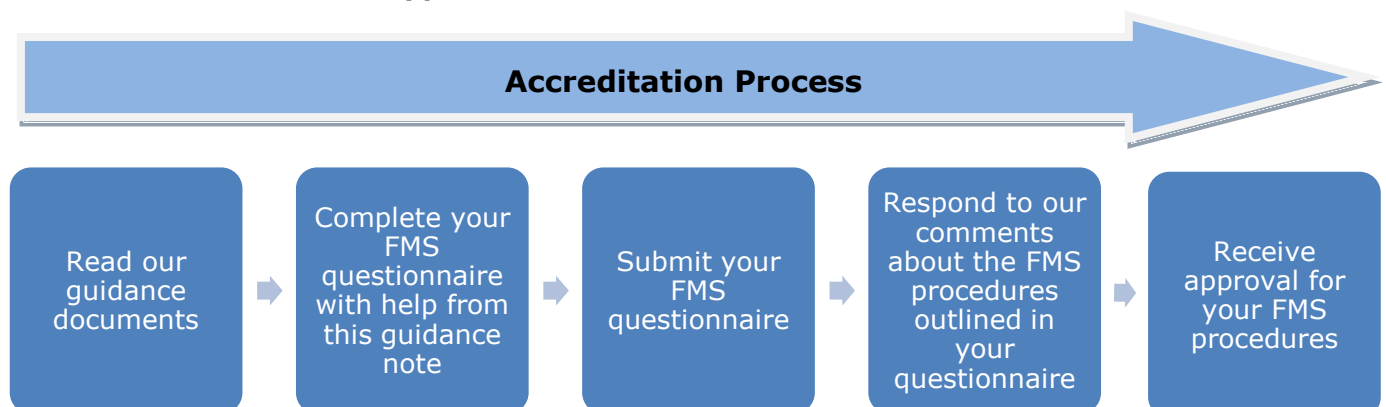 Accreditation Process
Read our
guidance
documents
Complete your
FMS
questionnaire
with help from
this guidance
note
Submit your
FMS
questionnaire
Respond to our
comments
about the FMS
procedures
outlined in
your
questionnaire
Receive
approval for
your FMS
procedures